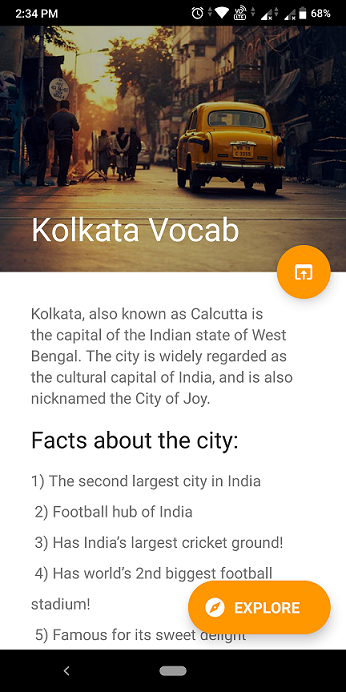 2:34 PM
VO
LTE
68%
Kolkata Vocab
Kolkata, also known as Calcutta is
the capital of the Indian state of West
Bengal. The city is widely regarded as
the cultural capital of India, and is also
nicknamed the City of Joy.
Facts about the city:
1) The second largest city in India
2) Football hub of India
3) Has India’s largest cricket ground!
4) Has world’s 2nd biggest football
stadium!
EXPLORE
5) Famous for its sweet delight